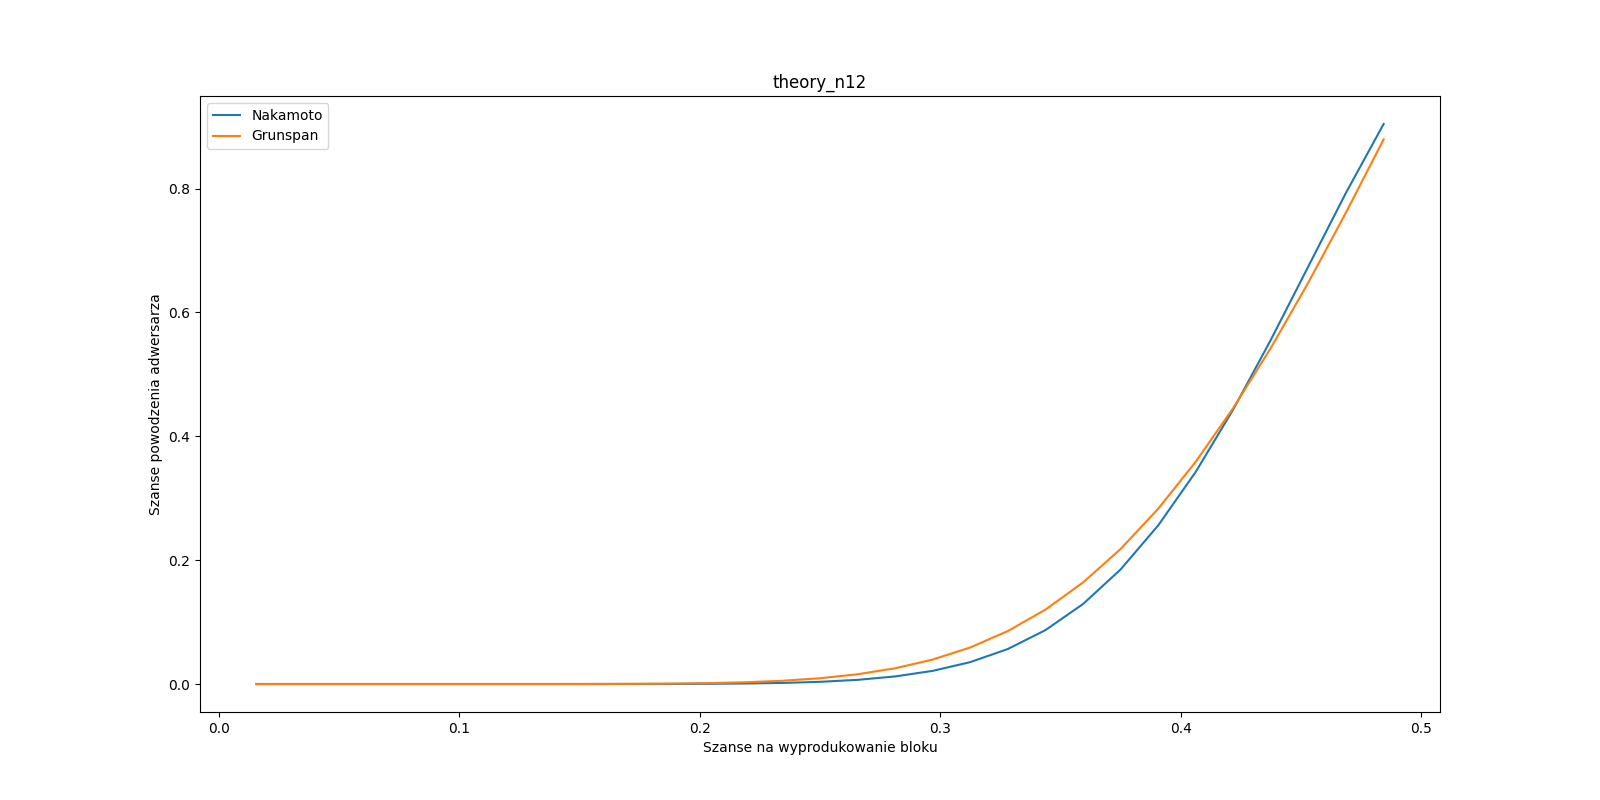 theory_n12
Nakamoto
Grunspan
Szanse powodzenia adwersarza
0.8
0.6
0.4
0.2
0.0
0.0 0.1 0.2 0.3 0.4 0.5
Szanse na wyprodukowanie bloku